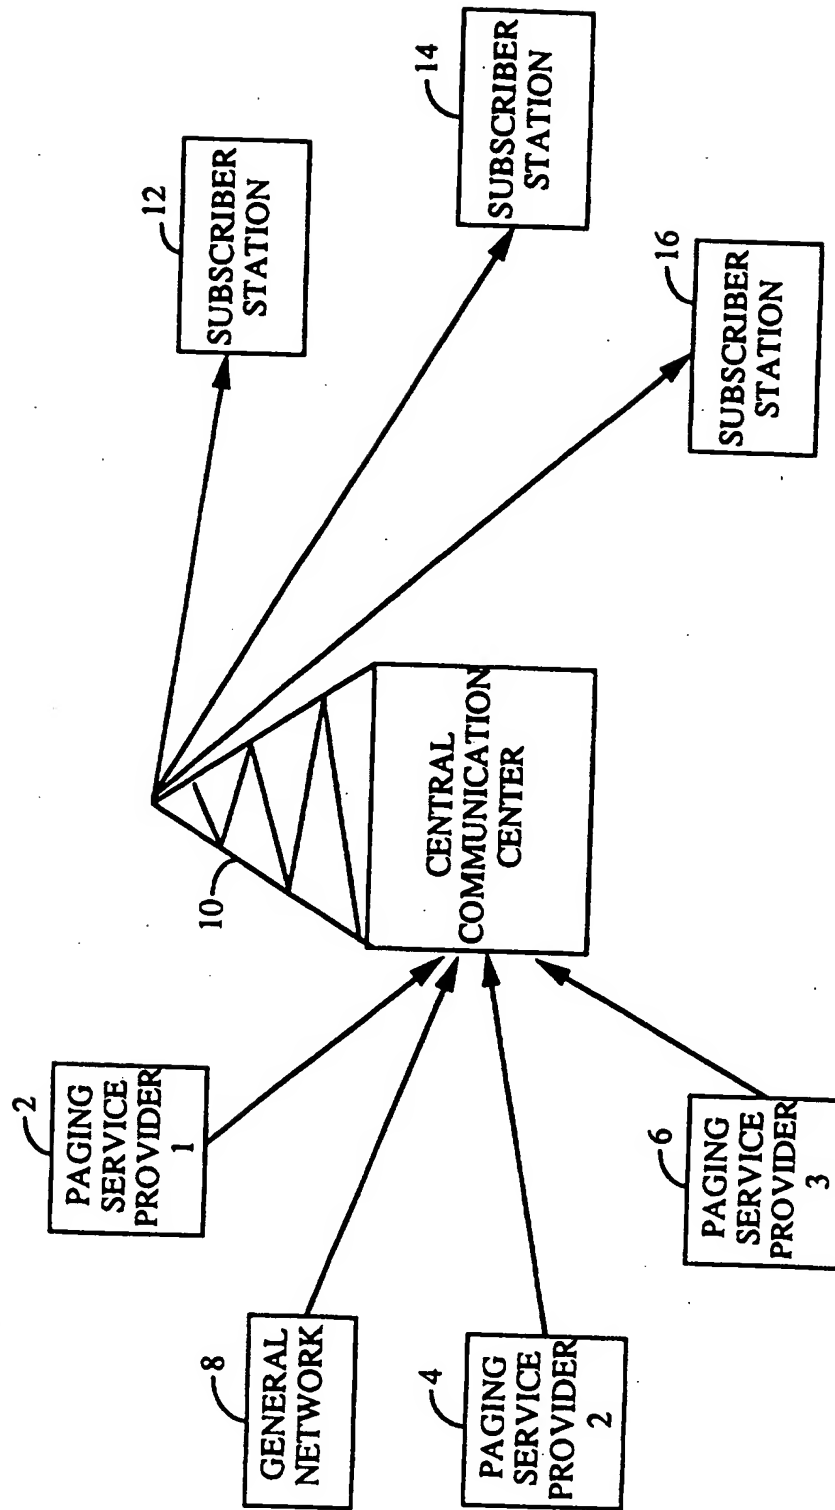 2
PAGING
SERVICE
PROVIDER
1
8
GENERAL
NETWORK
4
PAGING
SERVICE
PROVIDER
2
6
PAGING
SERVICE
PROVIDER
3
10
CENTRAL
COMMUNICATION
CENTER
12
SUBSCRIBER
STATION
14
SUBSCRIBER
STATION
16
SUBSCRIBER
STATION